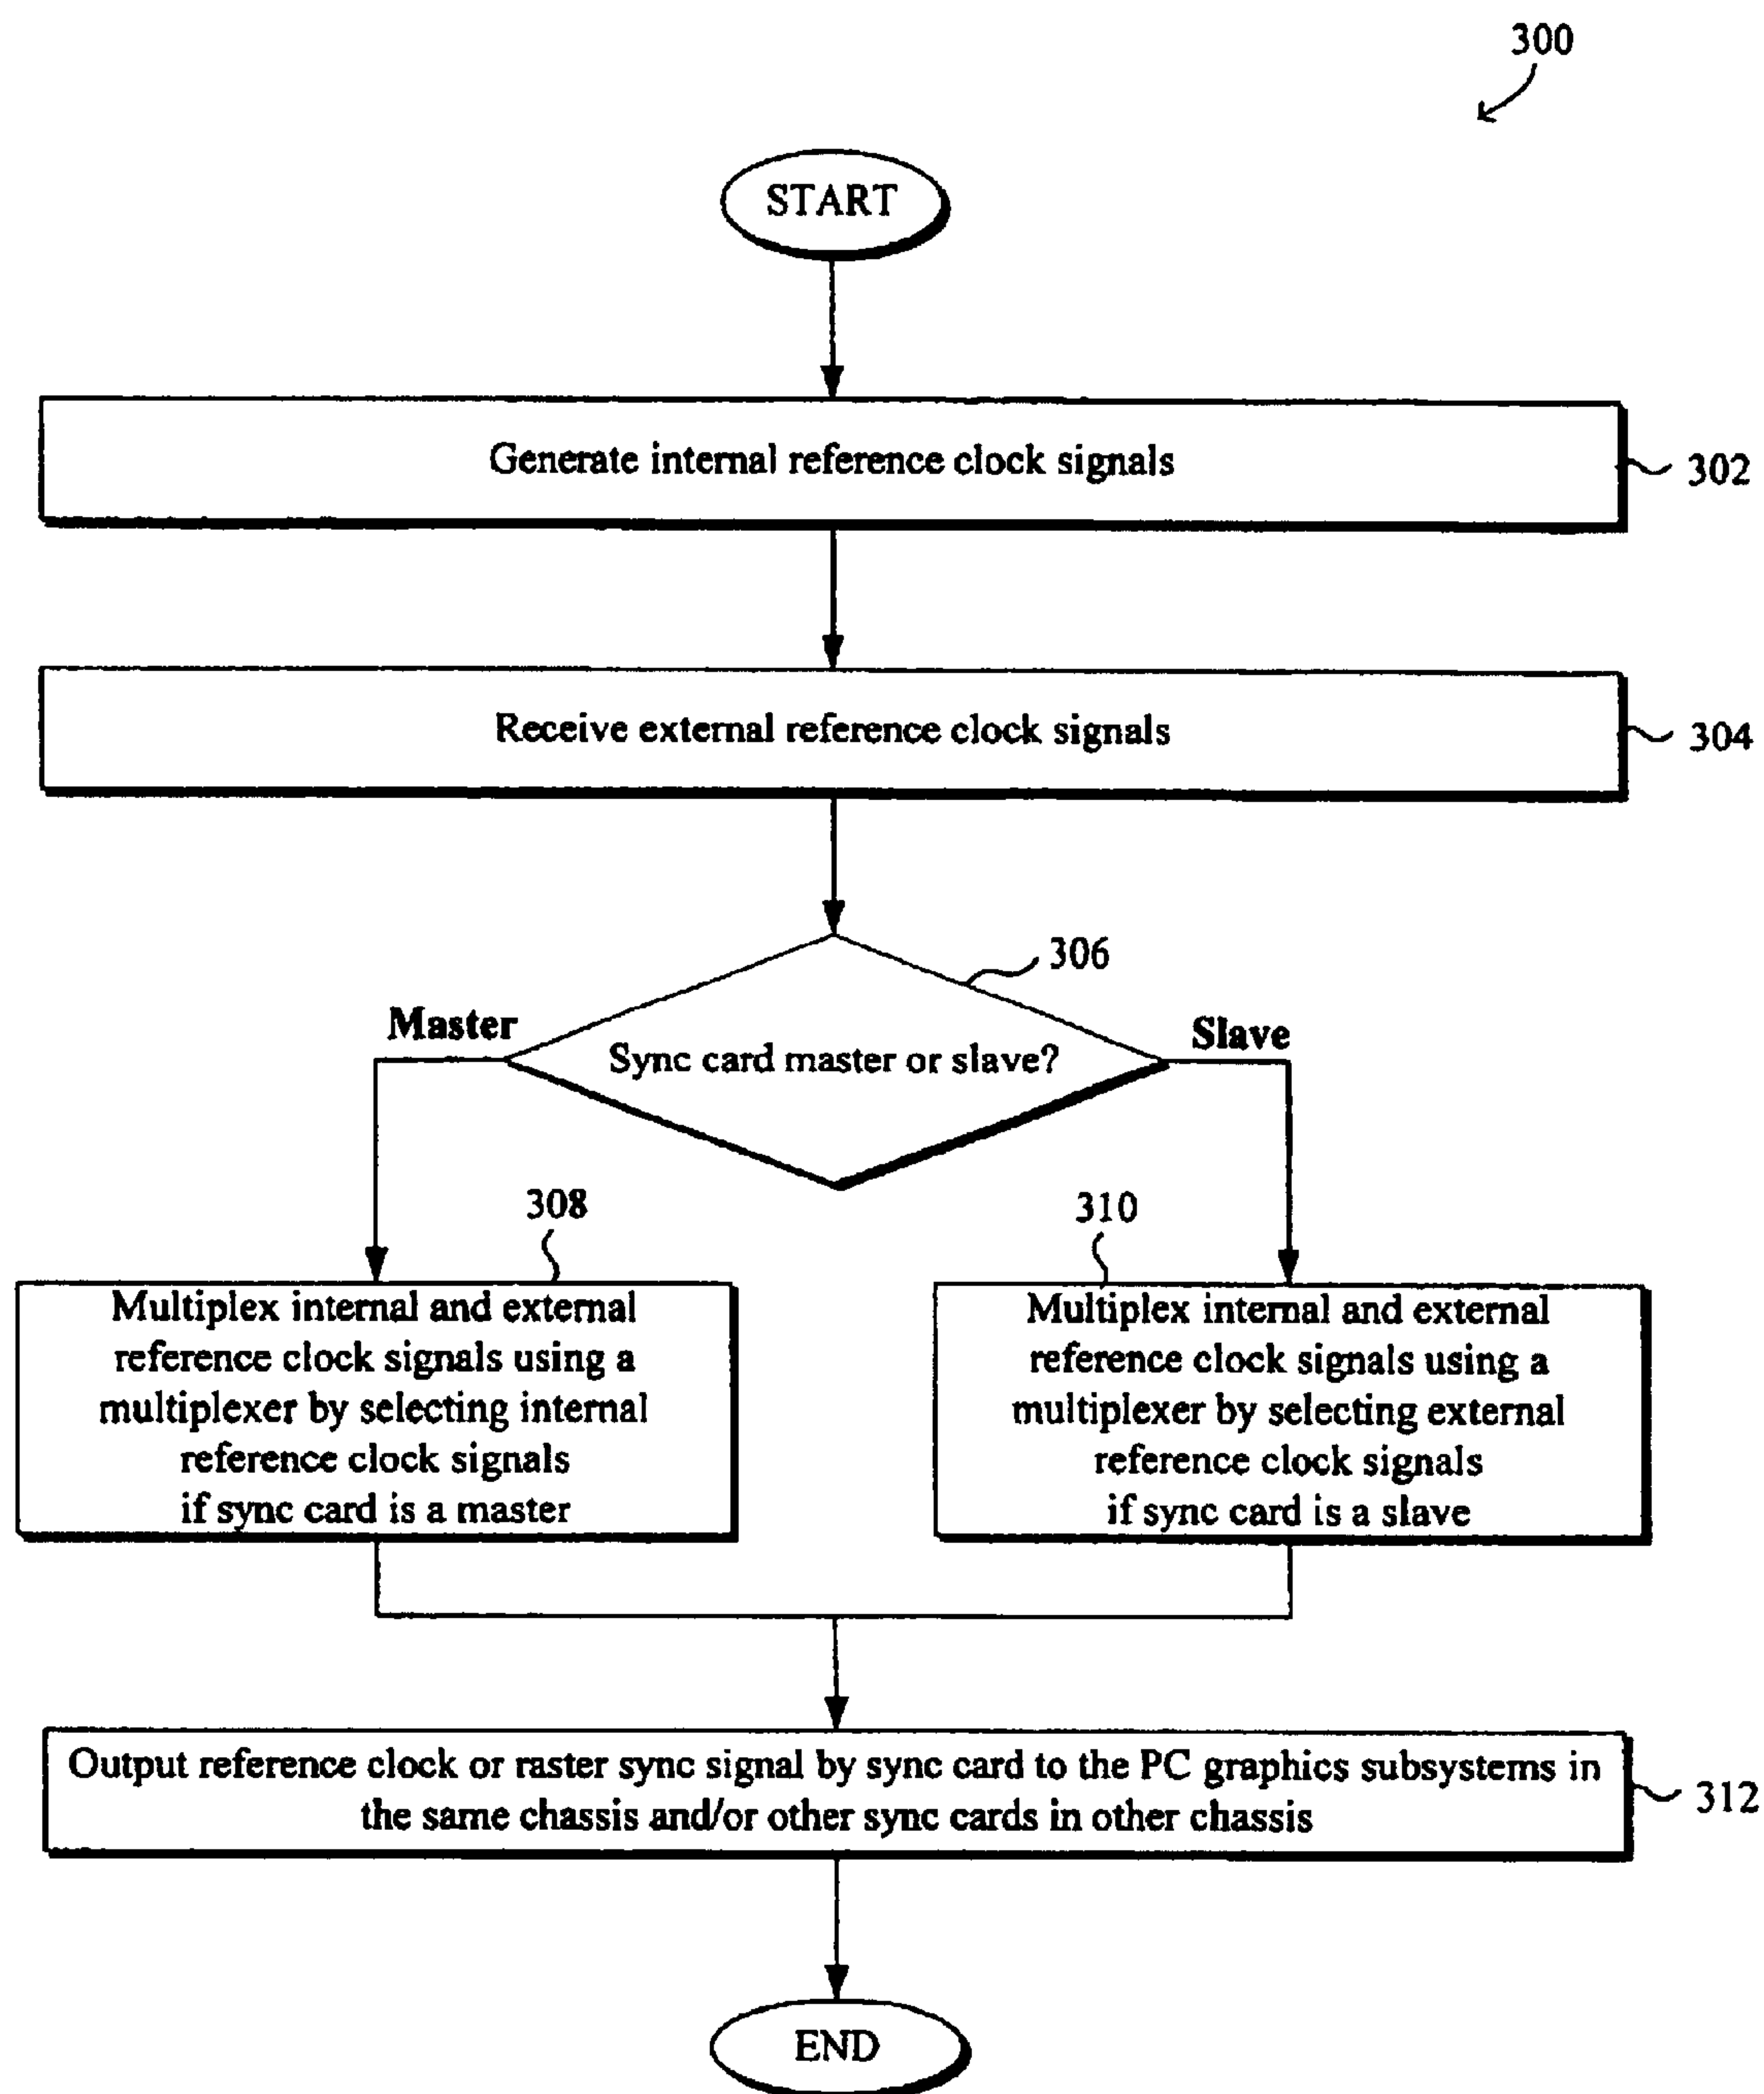 300
START
Generate internal reference clock signals
302
Receive external reference clock signals
304
306
Master
Slave
Sync card master or slave?
308
310
Multiplex internal and external
reference clock signals using a
multiplexer by selecting internal
reference clock signals
if sync card is a master
Multiplex internal and external
reference clock signals using a
multiplexer by selecting external
reference clock signals
if sync card is a slave
Output reference clock or raster sync signal by sync card to the PC graphics subsystems in
the same chassis and/or other sync cards in other chassis
312
END